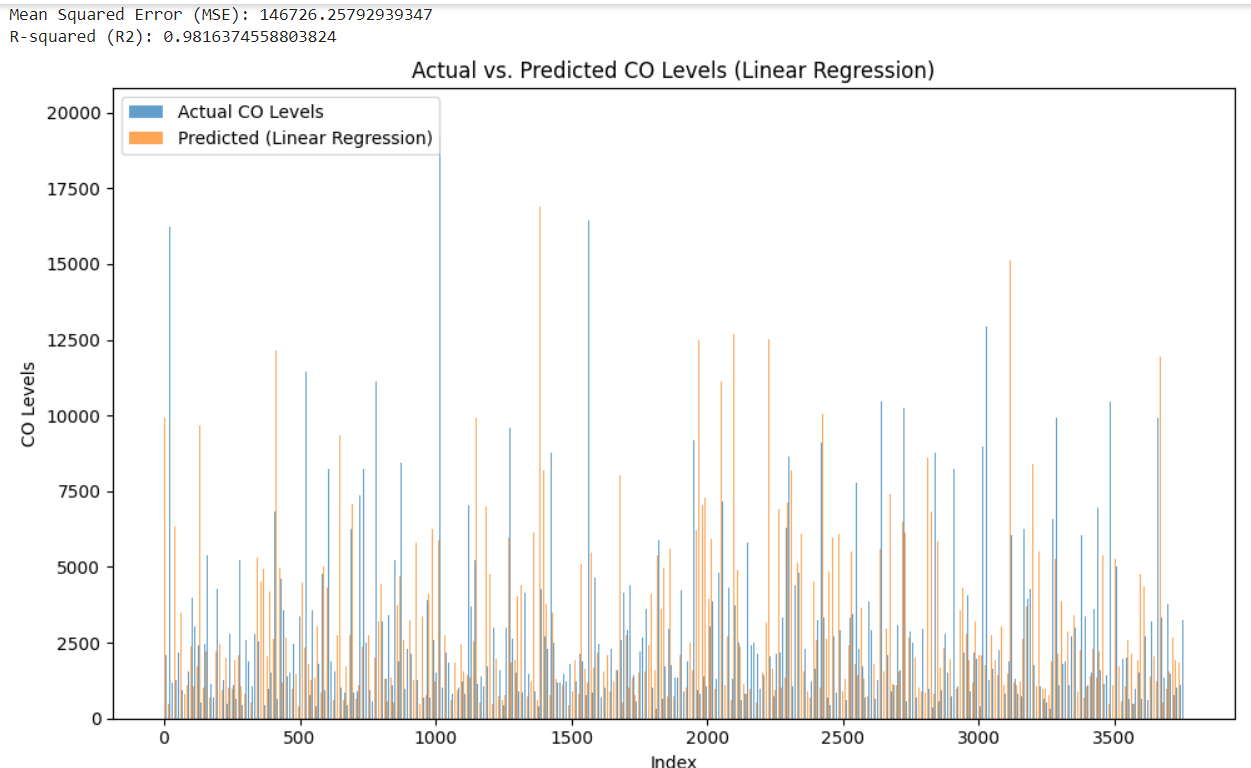 Mean Squared Error (MSE): 146726.25792939347
R-squared (R2): 0.9816374558803824
Actual vs. Predicted CO Levels (Linear Regression)
Actual CO Levels
Predicted (Linear Regression)
20000
17500
15000
12500
10000
7500
5000
2500
0
CO Levels
0 500 1000 1500 2000 2500 3000 3500
Index